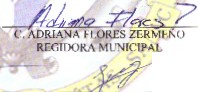 Adriana Flores Z
C. ADRIANA FLORES ZERMEÑO
REGIDORA MUNICIPAL